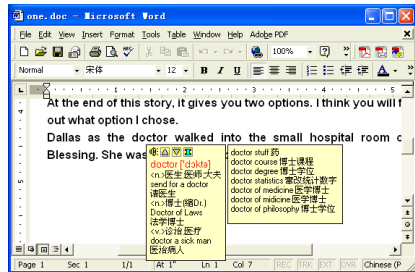 one.doc - Microsoft Word
File Edit View Insert Format Tools Table Window Help Adobe PDF
100%
Normal 宋体 12 B I U A
1 2 3 4 5
At the end of this story, it gives you two options. I think you will f
out what option I chose.
Dallas as the doctor walked into the small hospital room o
Blessing. She was
doctor ['dɔktə]
<n.>医生 医师 大夫
send for a doctor
请医生
<n.>博士(缩Dr.)
Doctor of Laws
法学博士
<v.>诊治 医疗
doctor a sick man
医治病人
doctor stuff 药
doctor course 博士课程
doctor degree 博士学位
doctor statistics 窜改统计数字
doctor of medicine 医学博士
doctor of midicine 医学博士
doctor of philosophy 博士学位
Page 1 Sec 1 1/1 At 1" Ln 1 Col 7 REC TRK EXT OVR Chinese (P